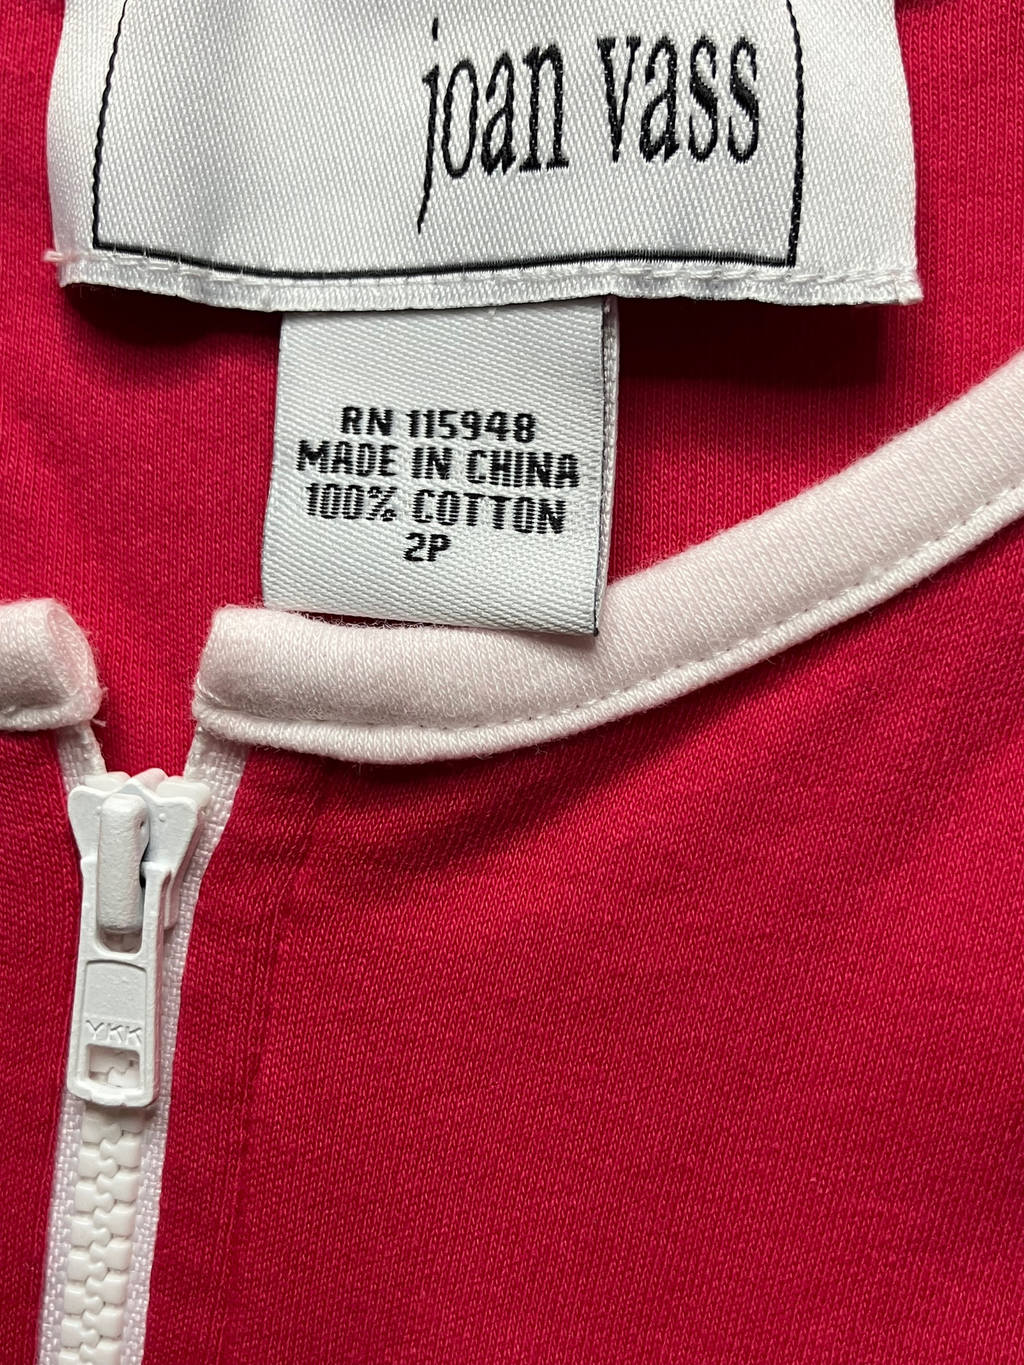 joan vass
RN 115948
MADE IN CHINA
100% COTTON
2P
YKK